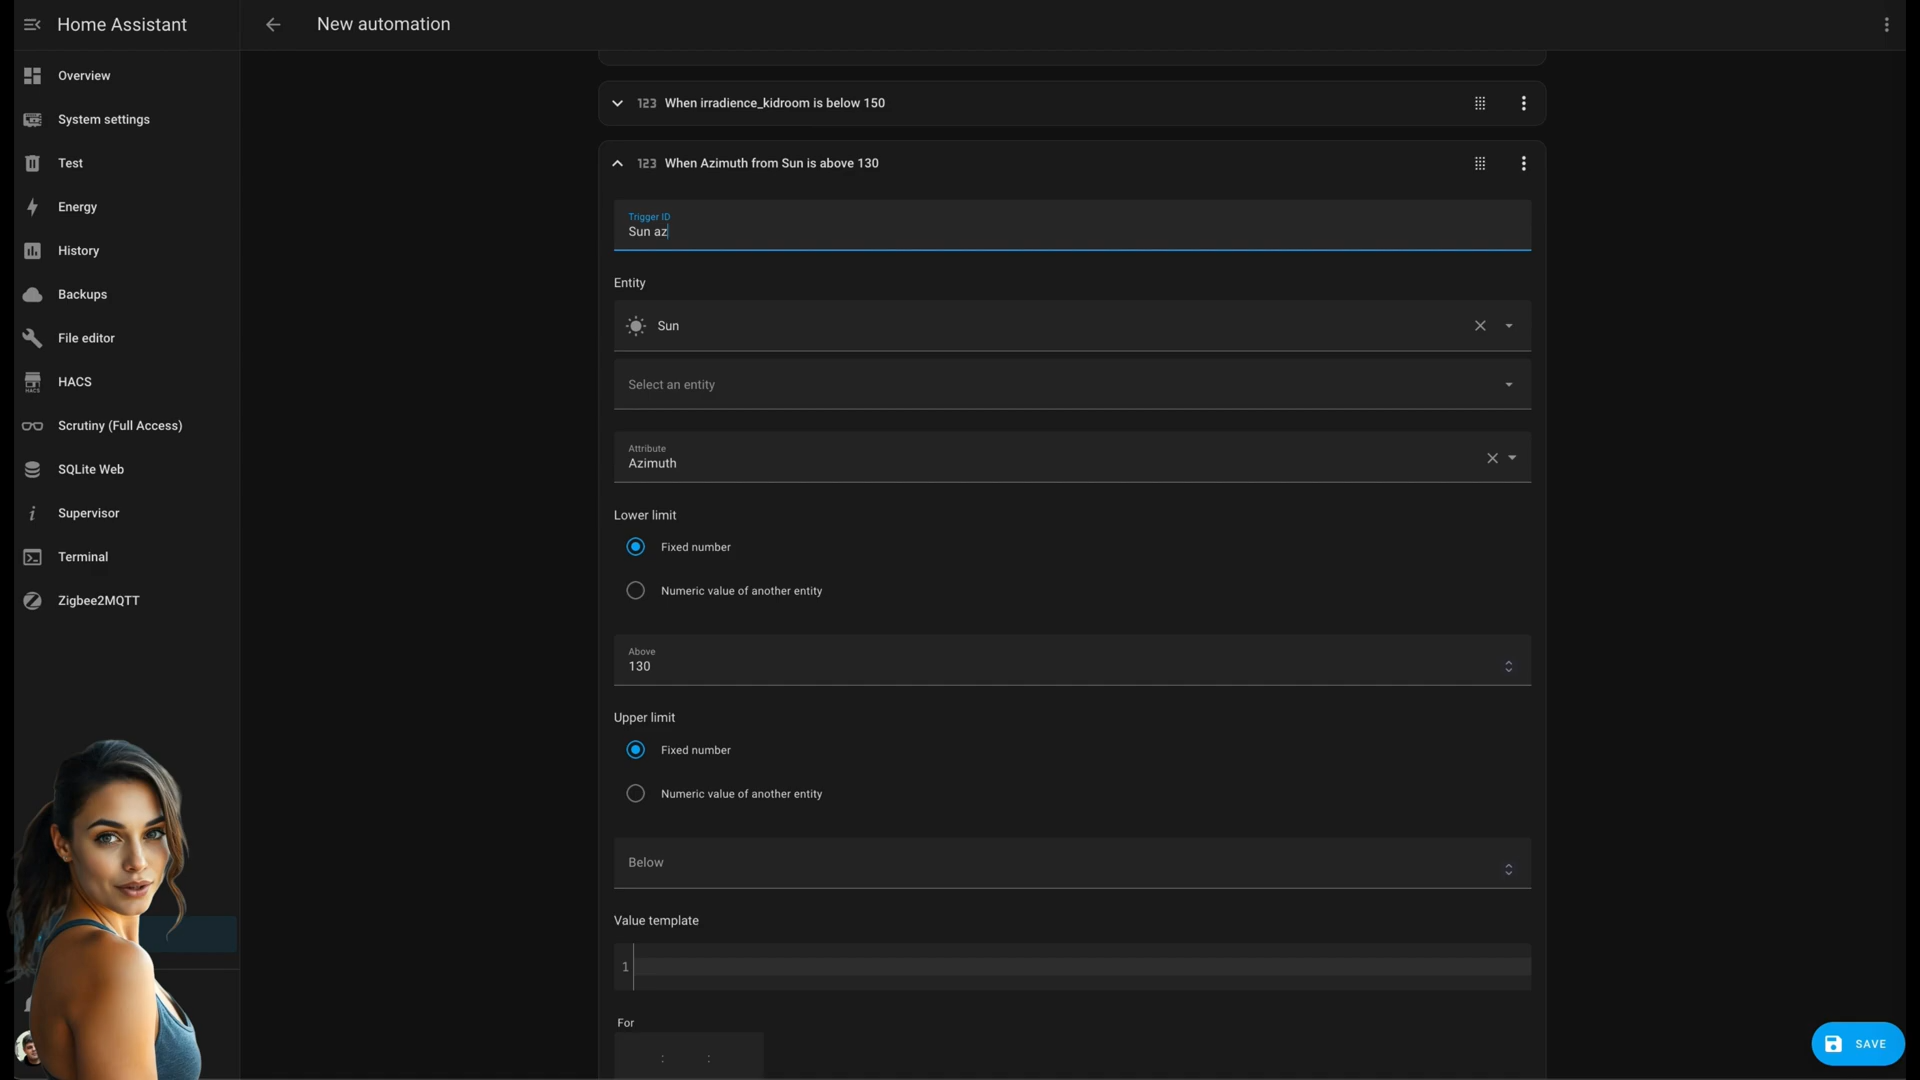 Home Assistant
New automation
Overview
System settings
Test
Energy
History
Backups
File editor
HACS
HACS
Scrutiny (Full Access)
SQLite Web
Supervisor
Terminal
Zigbee2MQTT
123 When irradience_kidroom is below 150
123 When Azimuth from Sun is above 130
Trigger ID
Sun az
Entity
Sun
Select an entity
Attribute
Azimuth
Lower limit
Fixed number
Numeric value of another entity
Above
130
Upper limit
Fixed number
Numeric value of another entity
Below
Value template
1
For
: :
SAVE